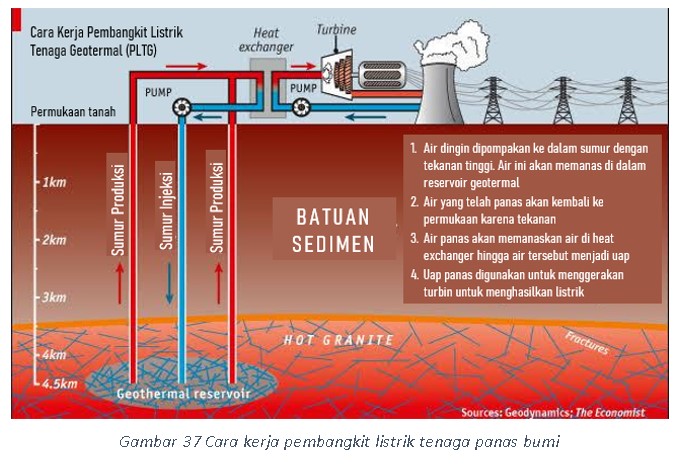 Cara Kerja Pembangkit Listrik
Tenaga Geotermal (PLTG)
Heat
exchanger
Turbine
PUMP
PUMP
Permukaan tanah
1km
2km
3km
4km
4.5km
Sumur Produksi
Sumur injeksi
Sumur Produksi
BATUAN
SEDIMEN
1. Air dingin dipompakan ke dalam sumur dengan
tekanan tinggi. Air ini akan memanas di dalam
reservoir geotermal
2. Air yang telah panas akan kembali ke
permukaan karena tekanan
3. Air panas akan memanaskan air di heat
exchanger hingga air tersebut menjadi uap
4. Uap panas digunakan untuk menggerakan
turbin untuk menghasilkan listrik
HOT GRANITE
Fractures
Geothermal reservoir
Sources: Geodynamics; The Economist
Gambar 37 Cara kerja pembangkit listrik tenaga panas bumi